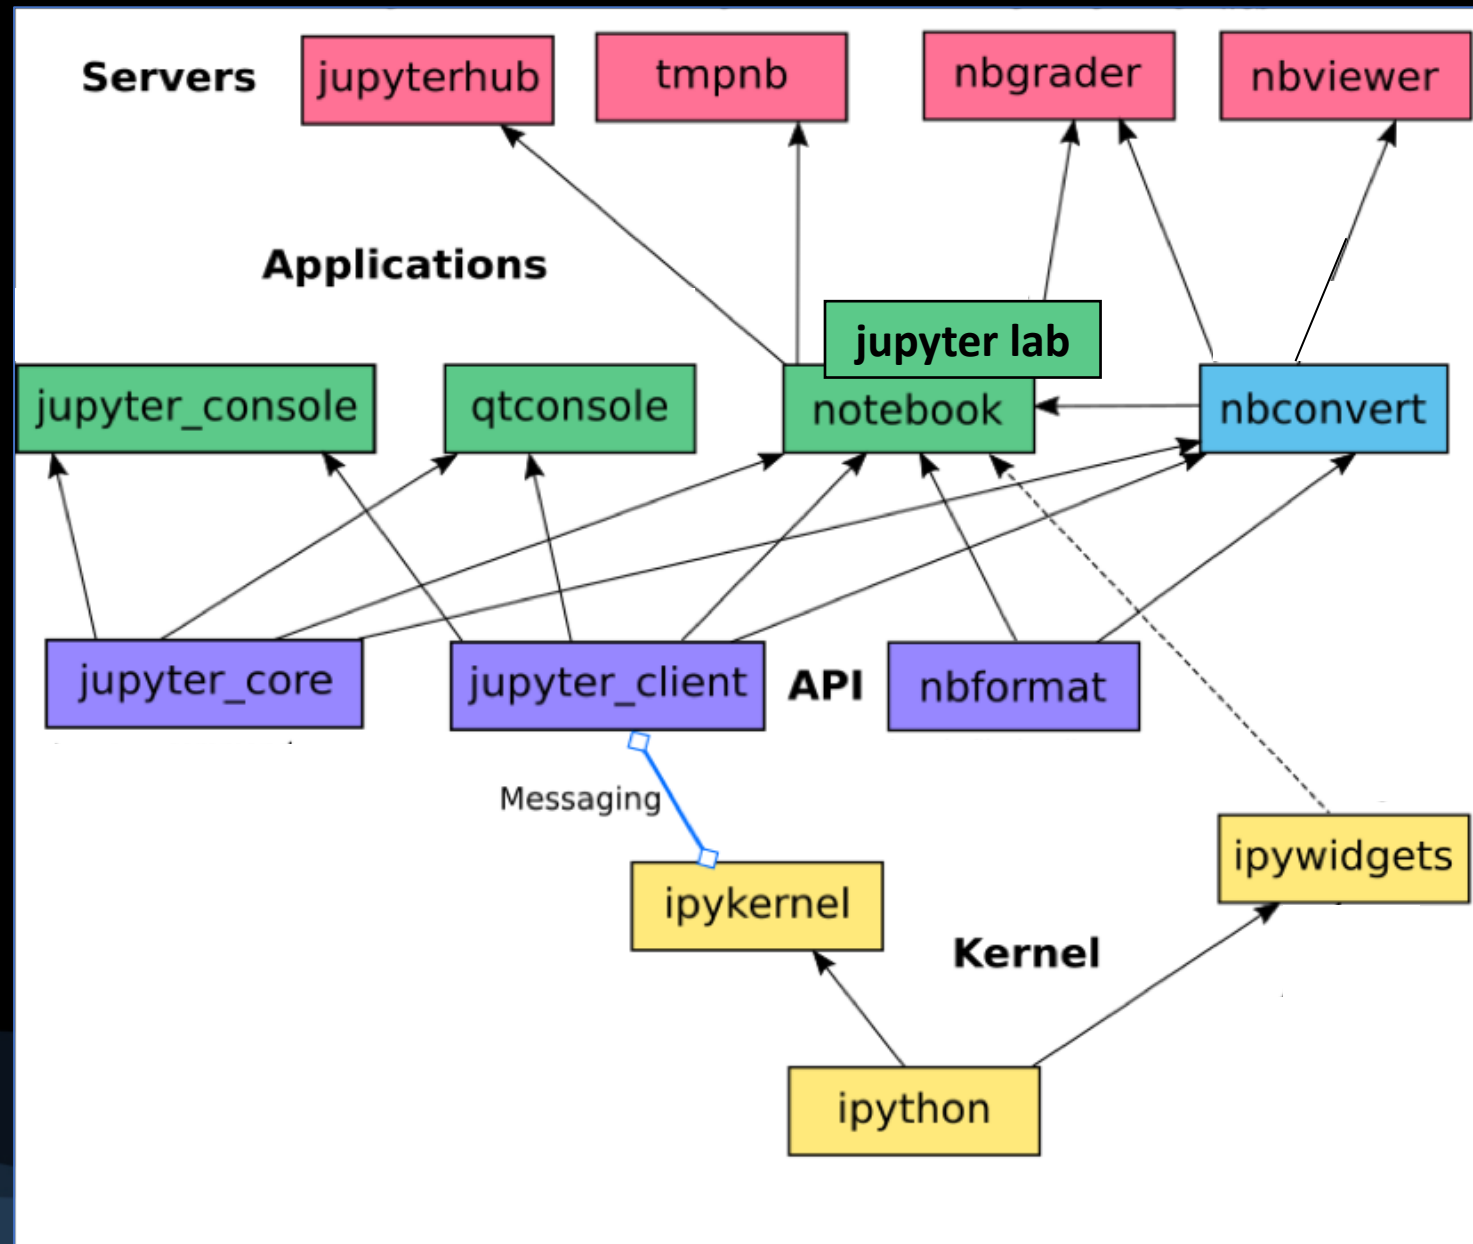 Servers
jupyterhub
tmpnb
nbgrader
nbviewer
Applications
jupyter lab
jupyter_console
qtconsole
notebook
nbconvert
jupyter_core
jupyter_client
API
nbformat
Messaging
ipywidgets
ipykernel
Kernel
ipython